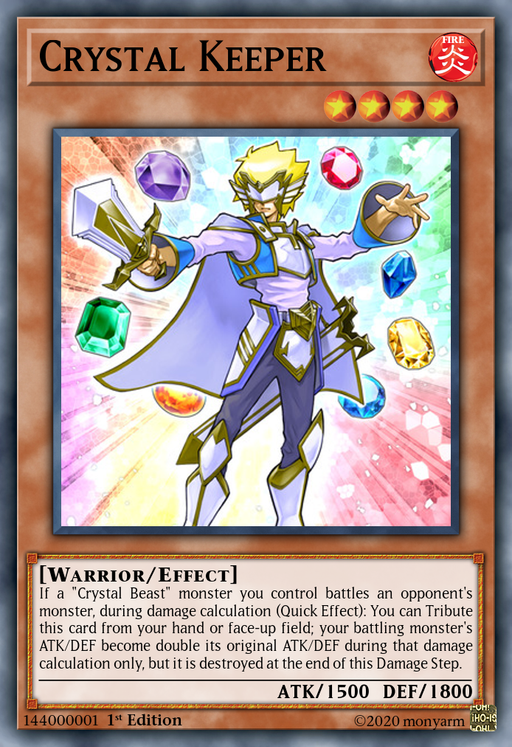 Crystal Keeper
FIRE
炎
[Warrior/Effect]
If a "Crystal Beast" monster you control battles an opponent's
monster, during damage calculation (Quick Effect): You can Tribute
this card from your hand or face-up field; your battling monster's
ATK/DEF become double its original ATK/DEF during that damage
calculation only, but it is destroyed at the end of this Damage Step.
ATK/1500 DEF/1800
144000001 1st Edition ©2020 monyarm